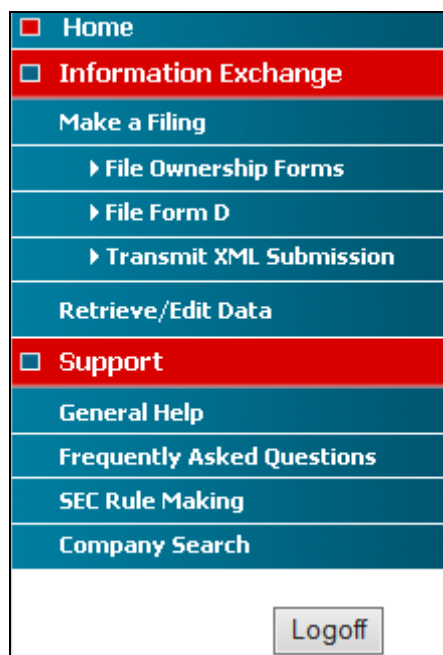 Home
Information Exchange
Make a Filing
File Ownership Forms
File Form D
Transmit XML Submission
Retrieve/Edit Data
Support
General Help
Frequently Asked Questions
SEC Rule Making
Company Search
Logoff